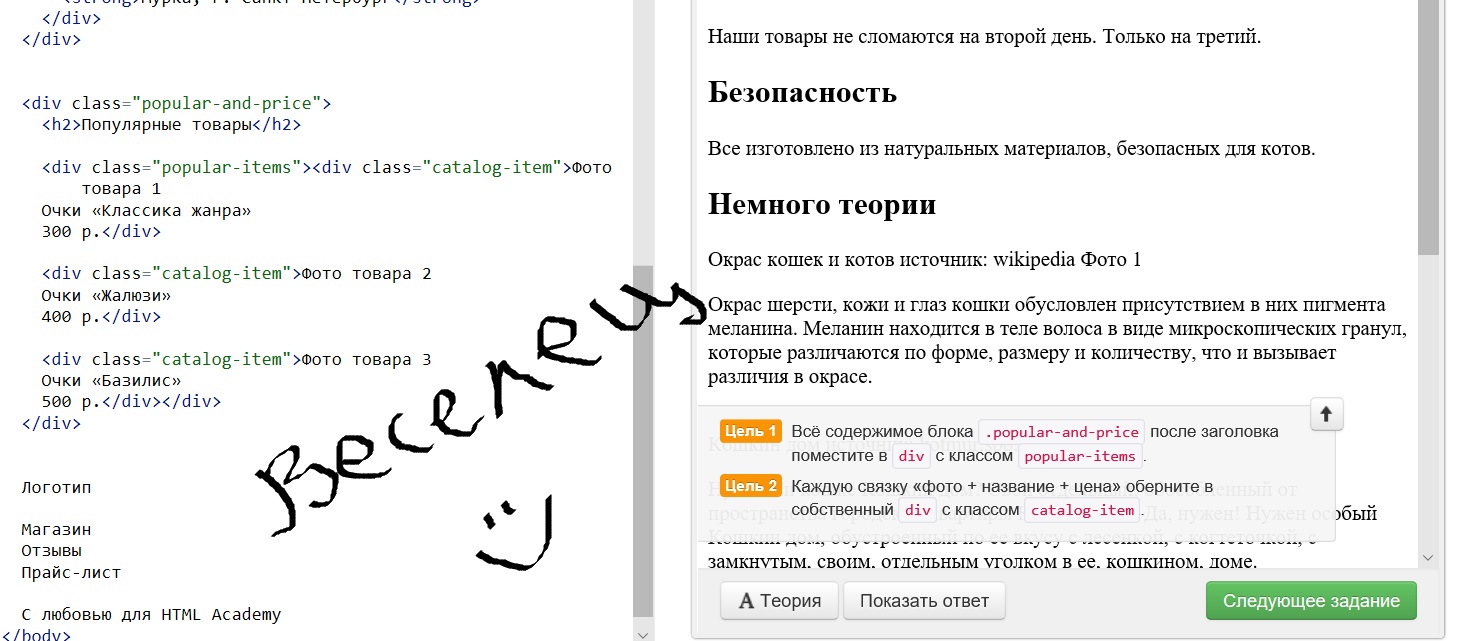 <strong>Мурка, г. Санкт-Петербург</strong>
</div>
</div>
<div class="popular-and-price">
<h2>Популярные товары</h2>
<div class="popular-items"><div class="catalog-item">Фото
товара 1
Очки «Классика жанра»
300 р.</div>
<div class="catalog-item">Фото товара 2
Очки «Жалюзи»
400 р.</div>
<div class="catalog-item">Фото товара 3
Очки «Базилис»
500 р.</div></div>
</div>
Логотип
Магазин
Отзывы
Прайс-лист
С любовью для HTML Academy
</body>
Веселещ
Наши товары не сломаются на второй день. Только на третий.
Безопасность
Все изготовлено из натуральных материалов, безопасных для котов.
Немного теории
Окрас кошек и котов источник: wikipedia Фото 1
Окрас шерсти, кожи и глаз кошки обусловлен присутствием в них пигмента
меланина. Меланин находится в теле волоса в виде микроскопических гранул,
которые различаются по форме, размеру и количеству, что и вызывает
различия в окрасе.
Цель 1 Всё содержимое блока .popular-and-price после заголовка
поместите в div с классом popular-items.
Цель 2 Каждую связку «фото + название + цена» оберните в
собственный div с классом catalog-item.
Да, нужен! Нужен особый
Кошкин дом, обустроенный по ее вкусу с лесенкой, с когтеточкой, с
замкнутым, своим, отдельным уголком в ее, кошкином, доме.
A Теория
Показать ответ
Следующее задание